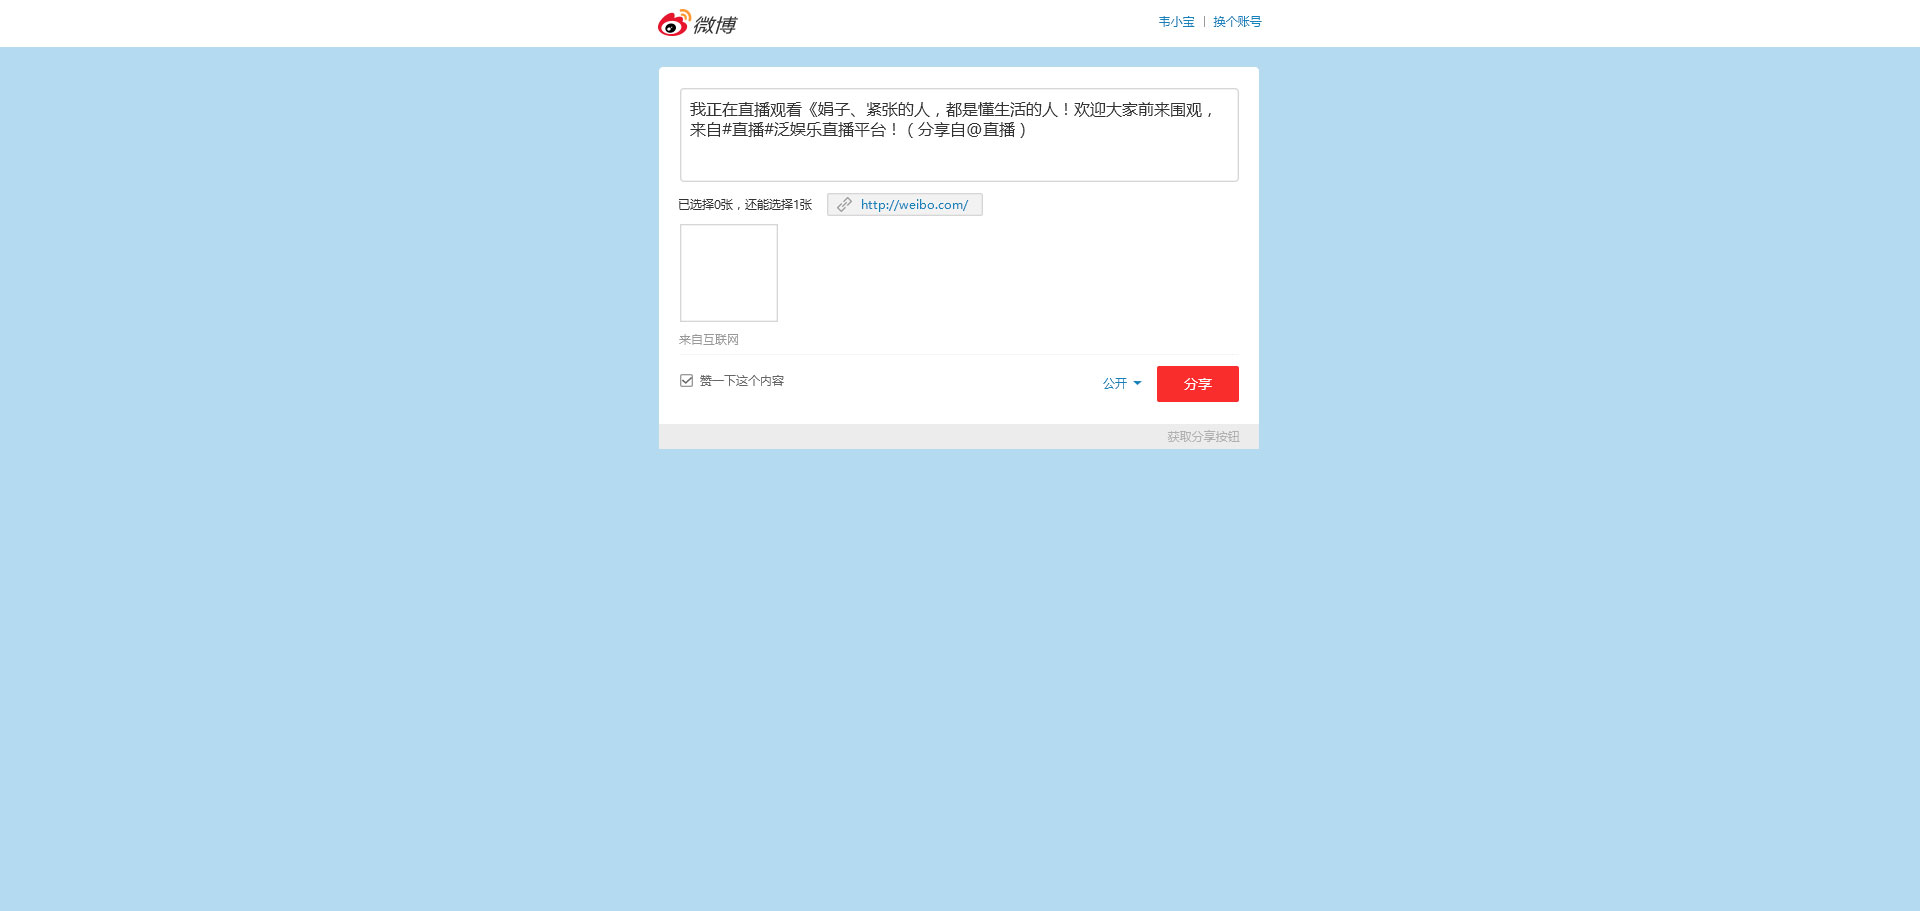 微博
韦小宝 | 换个账号
我正在直播观看《娟子、紧张的人，都是懂生活的人！欢迎大家前来围观，
来自#直播#泛娱乐直播平台！（分享自@直播）
已选择0张，还能选择1张 http://weibo.com/
来自互联网
赞一下这个内容 公开 分享
获取分享按钮